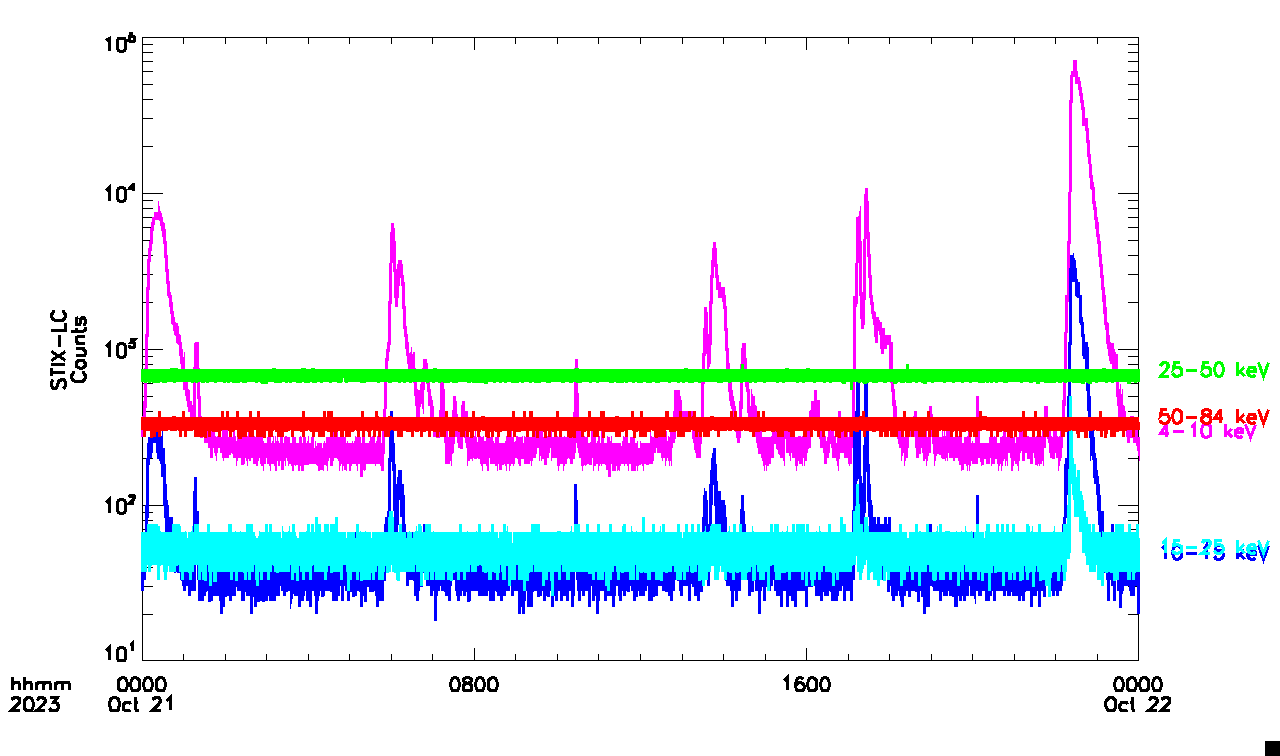 10^5
10^4
10^3
10^2
10^1
STIX-LC
Counts
25-50 keV
50-84 keV
4-10 keV
15-25 keV
10-15 keV
hhmm
2023
0000
0800
1600
0000
Oct 21
Oct 22